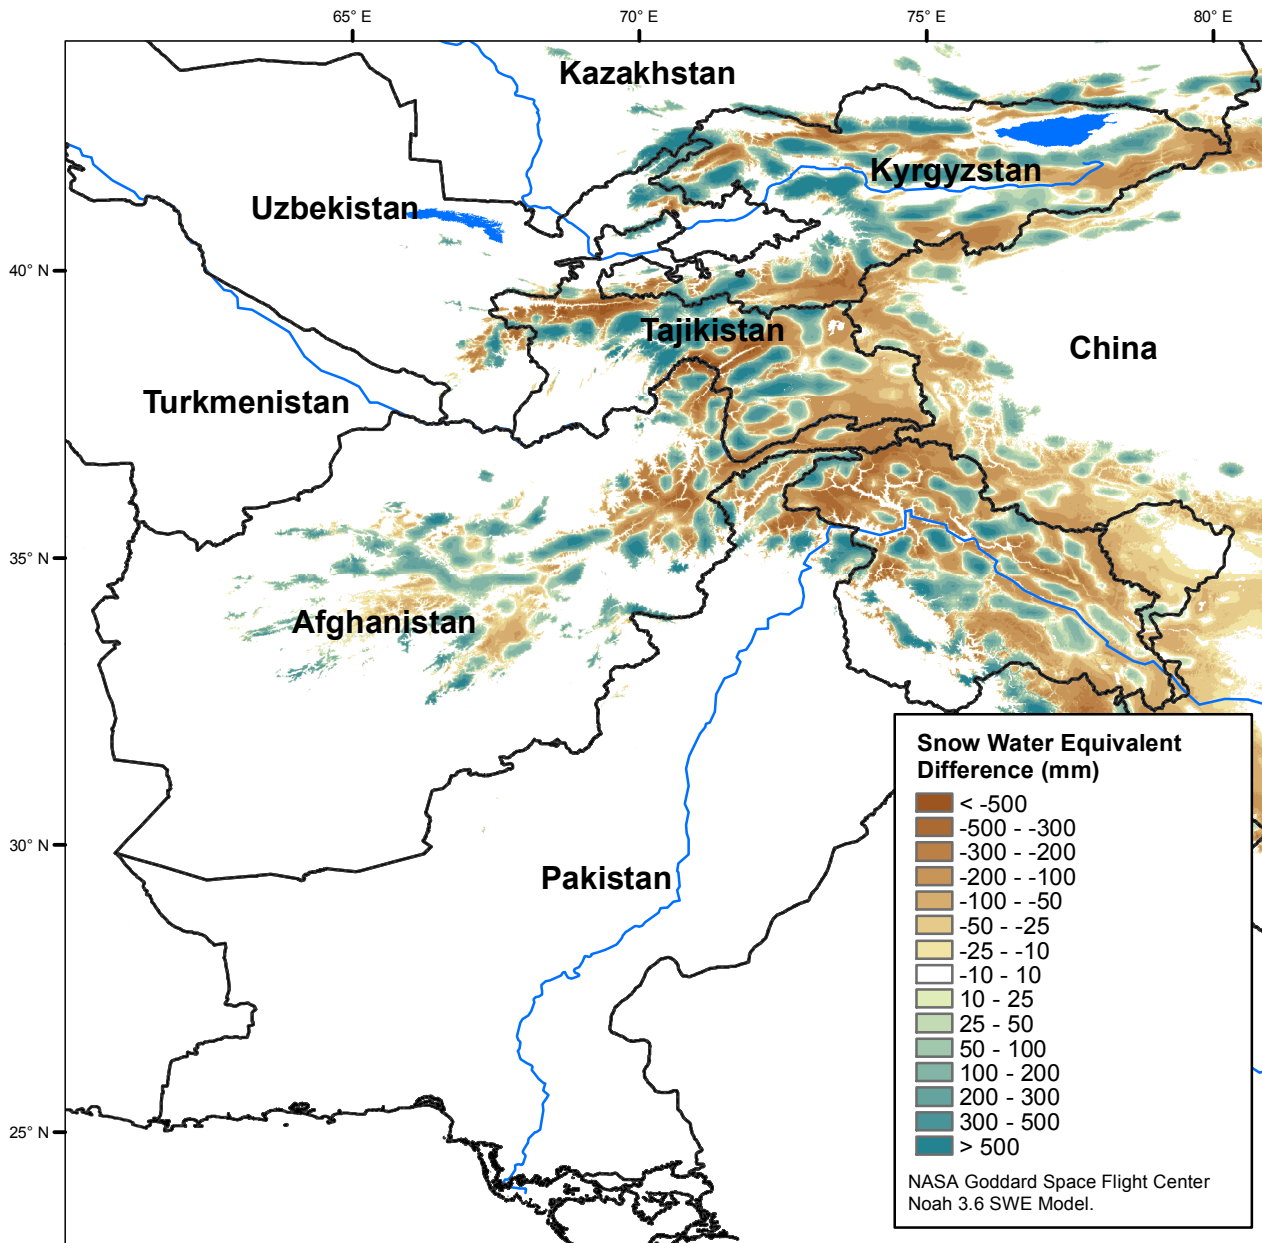 65° E
70° E
75° E
80° E
Kazakhstan
Kyrgyzstan
Uzbekistan
40° N
Tajikistan
China
Turkmenistan
35° N
Afghanistan
30° N
Pakistan
25° N
Snow Water Equivalent
Difference (mm)
< -500
-500 - -300
-300 - -200
-200 - -100
-100 - -50
-50 - -25
-25 - -10
-10 - 10
10 - 25
25 - 50
50 - 100
100 - 200
200 - 300
300 - 500
> 500
NASA Goddard Space Flight Center
Noah 3.6 SWE Model.